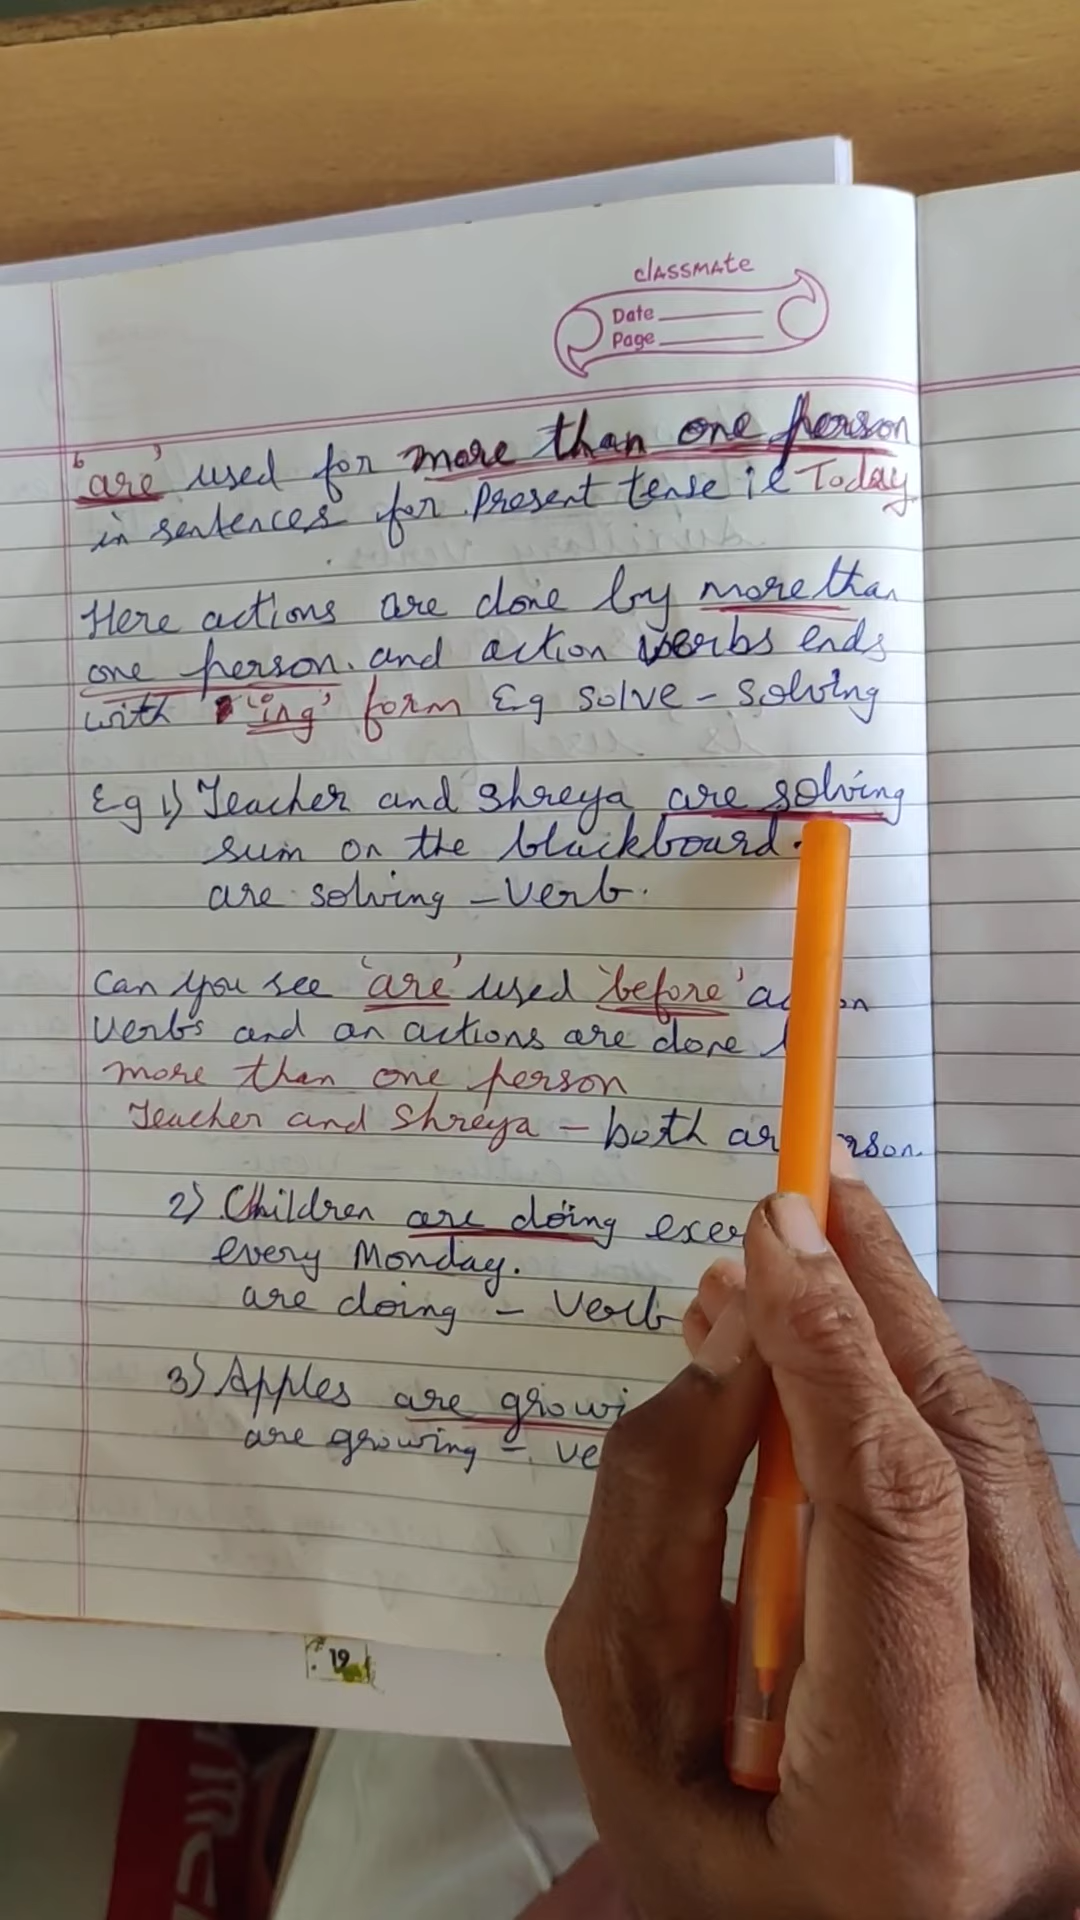 classmate
Date
Page
'are' used for more than one person
in sentences for Present tense ie Today
Here actions are done by more than
one person. and action verbs ends
with 'ing' form Eg solve - solving
Eg 1) Teacher and Shreya are solving
sum on the blackboard.
are solving - Verb.
Can you see 'are' used 'before'
verbs and an actions are done
more than one person
Teacher and Shreya - both
2) Children are doing
every Monday.
are doing - Verb
3) Apples are
are growing -
19